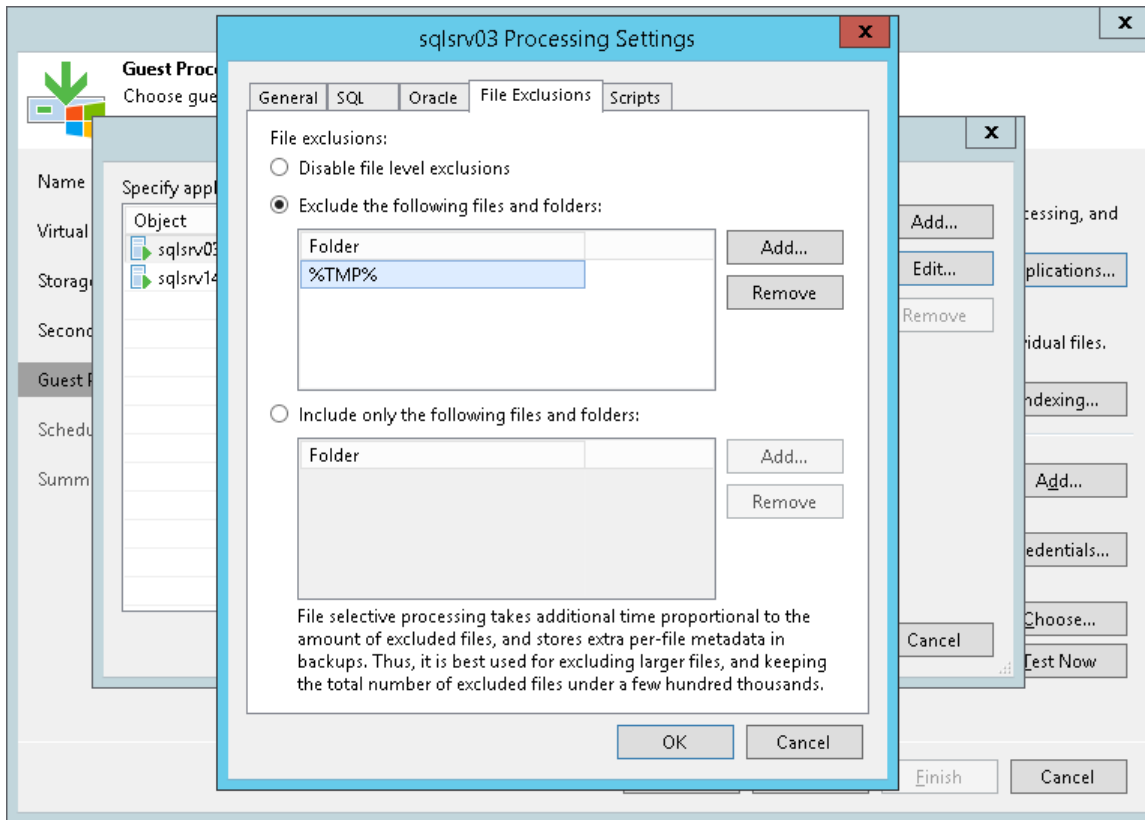 x
sqlsrv03 Processing Settings
x
Guest Proc
Choose gue
General
SQL
Oracle
File Exclusions
Scripts
x
File exclusions:
Disable file level exclusions
Name
Specify appl
Exclude the following files and folders:
Add...
cessing, and
Object
Virtual
Folder
Add...
sqlsrv03
%TMP%
Edit...
plications...
Storag
sqlsrv14
Remove
Remove
Second
vidual files.
Guest P
ndexing...
Include only the following files and folders:
Schedu
Folder
Add...
Summ
Add...
Remove
edentials...
File selective processing takes additional time proportional to the
amount of excluded files, and stores extra per-file metadata in
backups. Thus, it is best used for excluding larger files, and keeping
the total number of excluded files under a few hundred thousands.
Choose...
Cancel
Test Now
OK
Cancel
Finish
Cancel